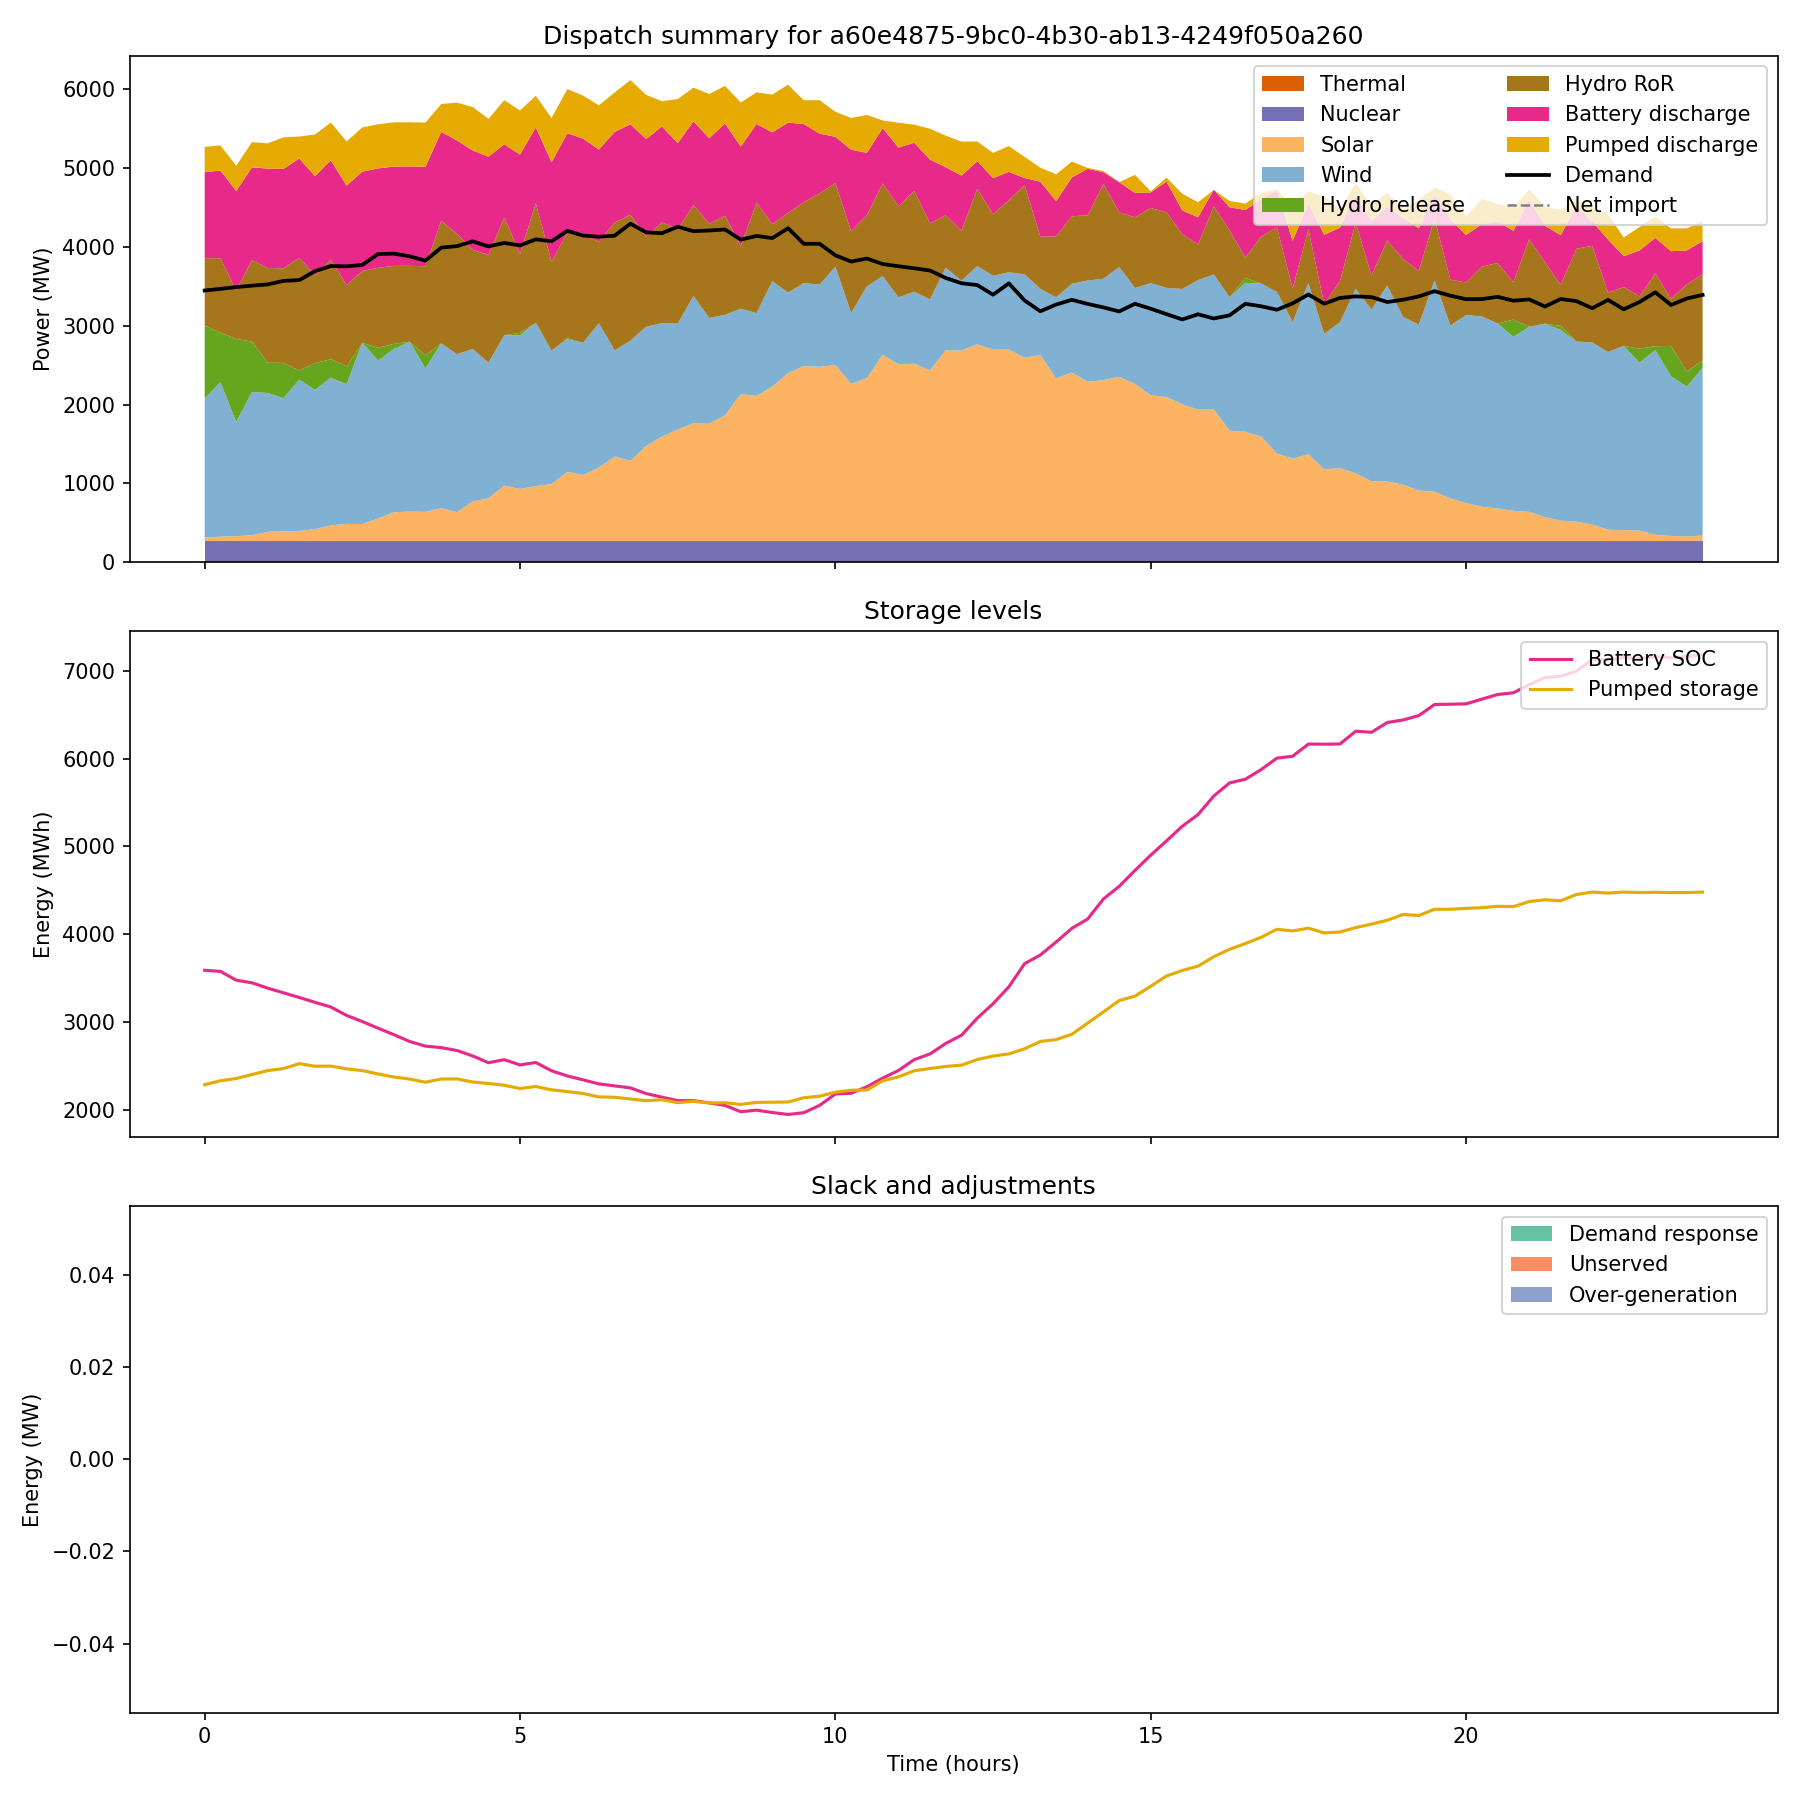 Dispatch summary for a60e4875-9bc0-4b30-ab13-4249f050a260
Power (MW)
6000
5000
4000
3000
2000
1000
0
Thermal
Nuclear
Solar
Wind
Hydro release
Hydro RoR
Battery discharge
Pumped discharge
Demand
Net import
Storage levels
Energy (MWh)
7000
6000
5000
4000
3000
2000
Battery SOC
Pumped storage
Slack and adjustments
Energy (MW)
0.04
0.02
0.00
−0.02
−0.04
Demand response
Unserved
Over-generation
0 5 10 15 20
Time (hours)